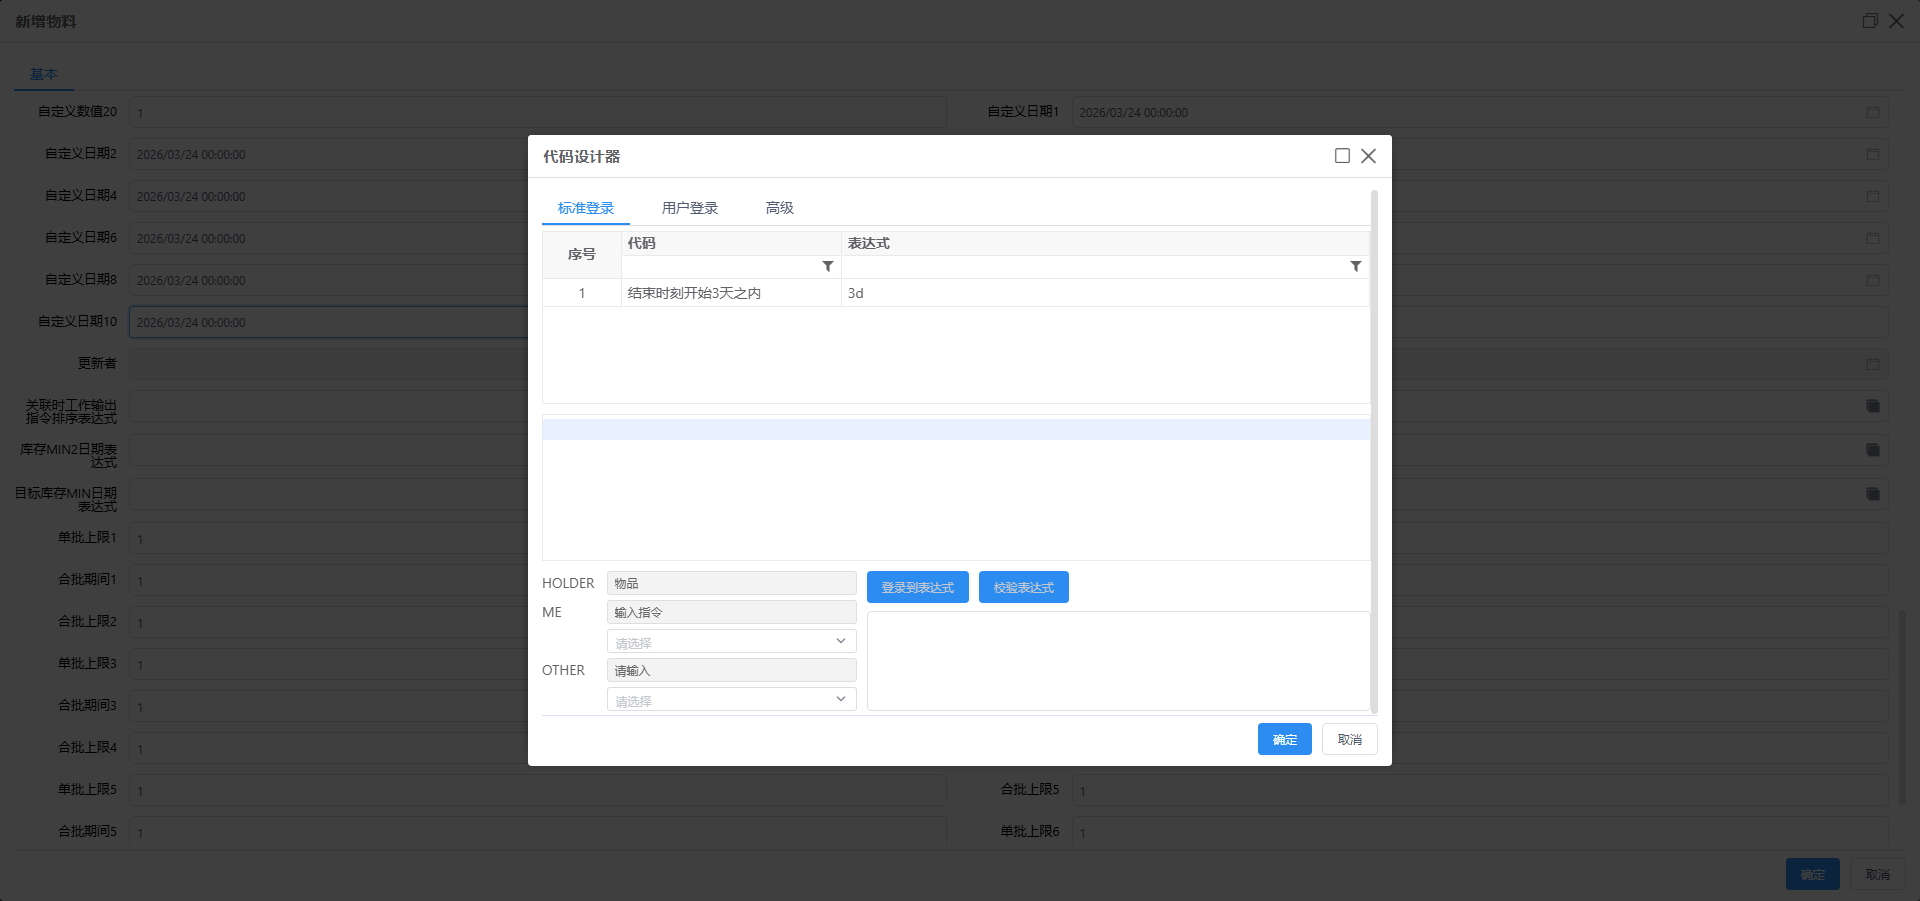 新增物料
基本
自定义数值20 1 自定义日期1 2026/03/24 00:00:00
自定义日期2 2026/03/24 00:00:00
自定义日期4 2026/03/24 00:00:00
自定义日期6 2026/03/24 00:00:00
自定义日期8 2026/03/24 00:00:00
自定义日期10 2026/03/24 00:00:00
更新者
关联时工作输出
指令排序表达式
库存MIN2日期表
达式
目标库存MIN日期
表达式
单批上限1 1
合批期间1 1
合批上限2 1
单批上限3 1
合批期间3 1
合批上限4 1
单批上限5 1 合批上限5 1
合批期间5 1 单批上限6 1
确定 取消
代码设计器
标准登录 用户登录 高级
序号 代码 表达式
1 结束时刻开始3天之内 3d
HOLDER 物品 登录到表达式 校验表达式
ME 输入指令
请选择
OTHER 请输入
请选择
确定 取消